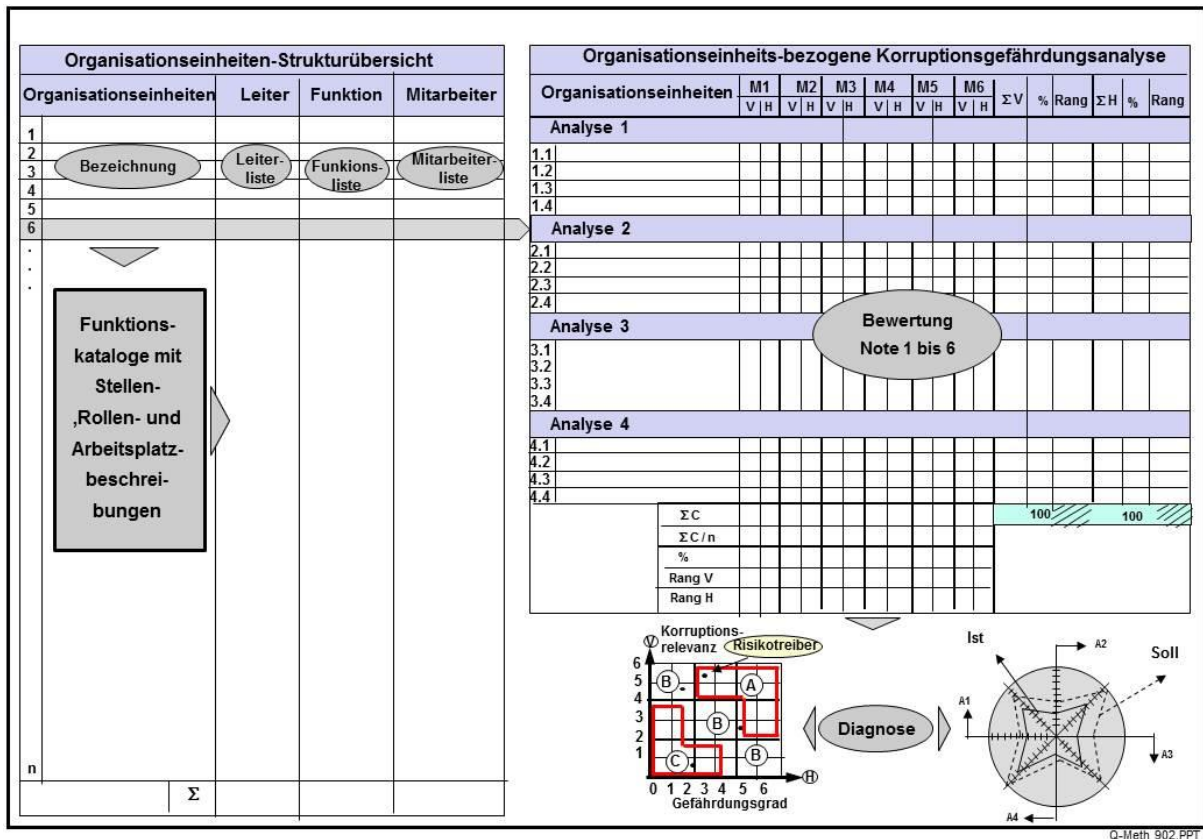 Organisationseinheiten-Strukturübersicht
Organisationseinheiten Leiter Funktion Mitarbeiter
1
2
3
4
5
6
.
.
.
n
Bezeichnung
Leiter-
liste
Funkions-
liste
Mitarbeiter-
liste
Funktions-
kataloge mit
Stellen-
,Rollen- und
Arbeitsplatz-
beschrei-
bungen
Σ
Organisationseinheits-bezogene Korruptionsgefährdungsanalyse
Organisationseinheiten M1 M2 M3 M4 M5 M6 ΣV % Rang ΣH % Rang
V H V H V H V H V H V H
Analyse 1
1.1
1.2
1.3
1.4
Analyse 2
2.1
2.2
2.3
2.4
Analyse 3
3.1
3.2
3.3
3.4
Bewertung
Note 1 bis 6
Analyse 4
4.1
4.2
4.3
4.4
ΣC 100 100
ΣC/n
%
Rang V
Rang H
V Korruptions-
relevanz
Risikotreiber
6
5
4
3
2
1
B
A
B
C
B
H
0 1 2 3 4 5 6
Gefährdungsgrad
Diagnose
Ist
Soll
A1
A2
A3
A4
Q-Meth 902.PPT